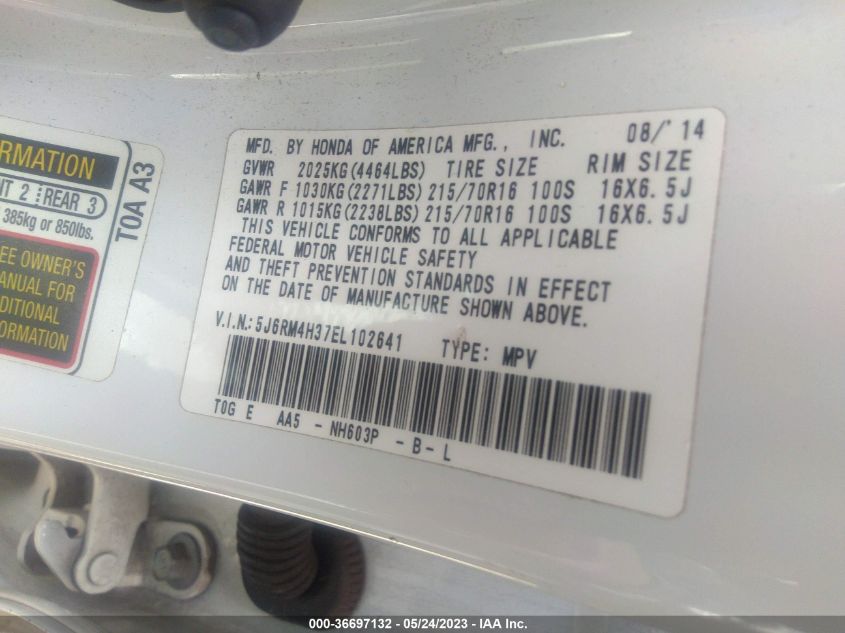 RMATION
NT 2 REAR 3
385kg or 850lbs.
EE OWNER'S
MANUAL FOR
DDITIONAL
FORMATION
T0A A3
MFD. BY HONDA OF AMERICA MFG., INC. 08/'14
GVWR 2025KG(4464LBS) TIRE SIZE RIM SIZE
GAWR F 1030KG(2271LBS) 215/70R16 100S 16X6.5J
GAWR R 1015KG(2238LBS) 215/70R16 100S 16X6.5J
THIS VEHICLE CONFORMS TO ALL APPLICABLE
FEDERAL MOTOR VEHICLE SAFETY
AND THEFT PREVENTION STANDARDS IN EFFECT
ON THE DATE OF MANUFACTURE SHOWN ABOVE.
V.I.N.: 5J6RM4H37EL102641 TYPE: MPV
T0G E AA5 - NH603P - B - L
000-36697132 - 05/24/2023 - IAA Inc.